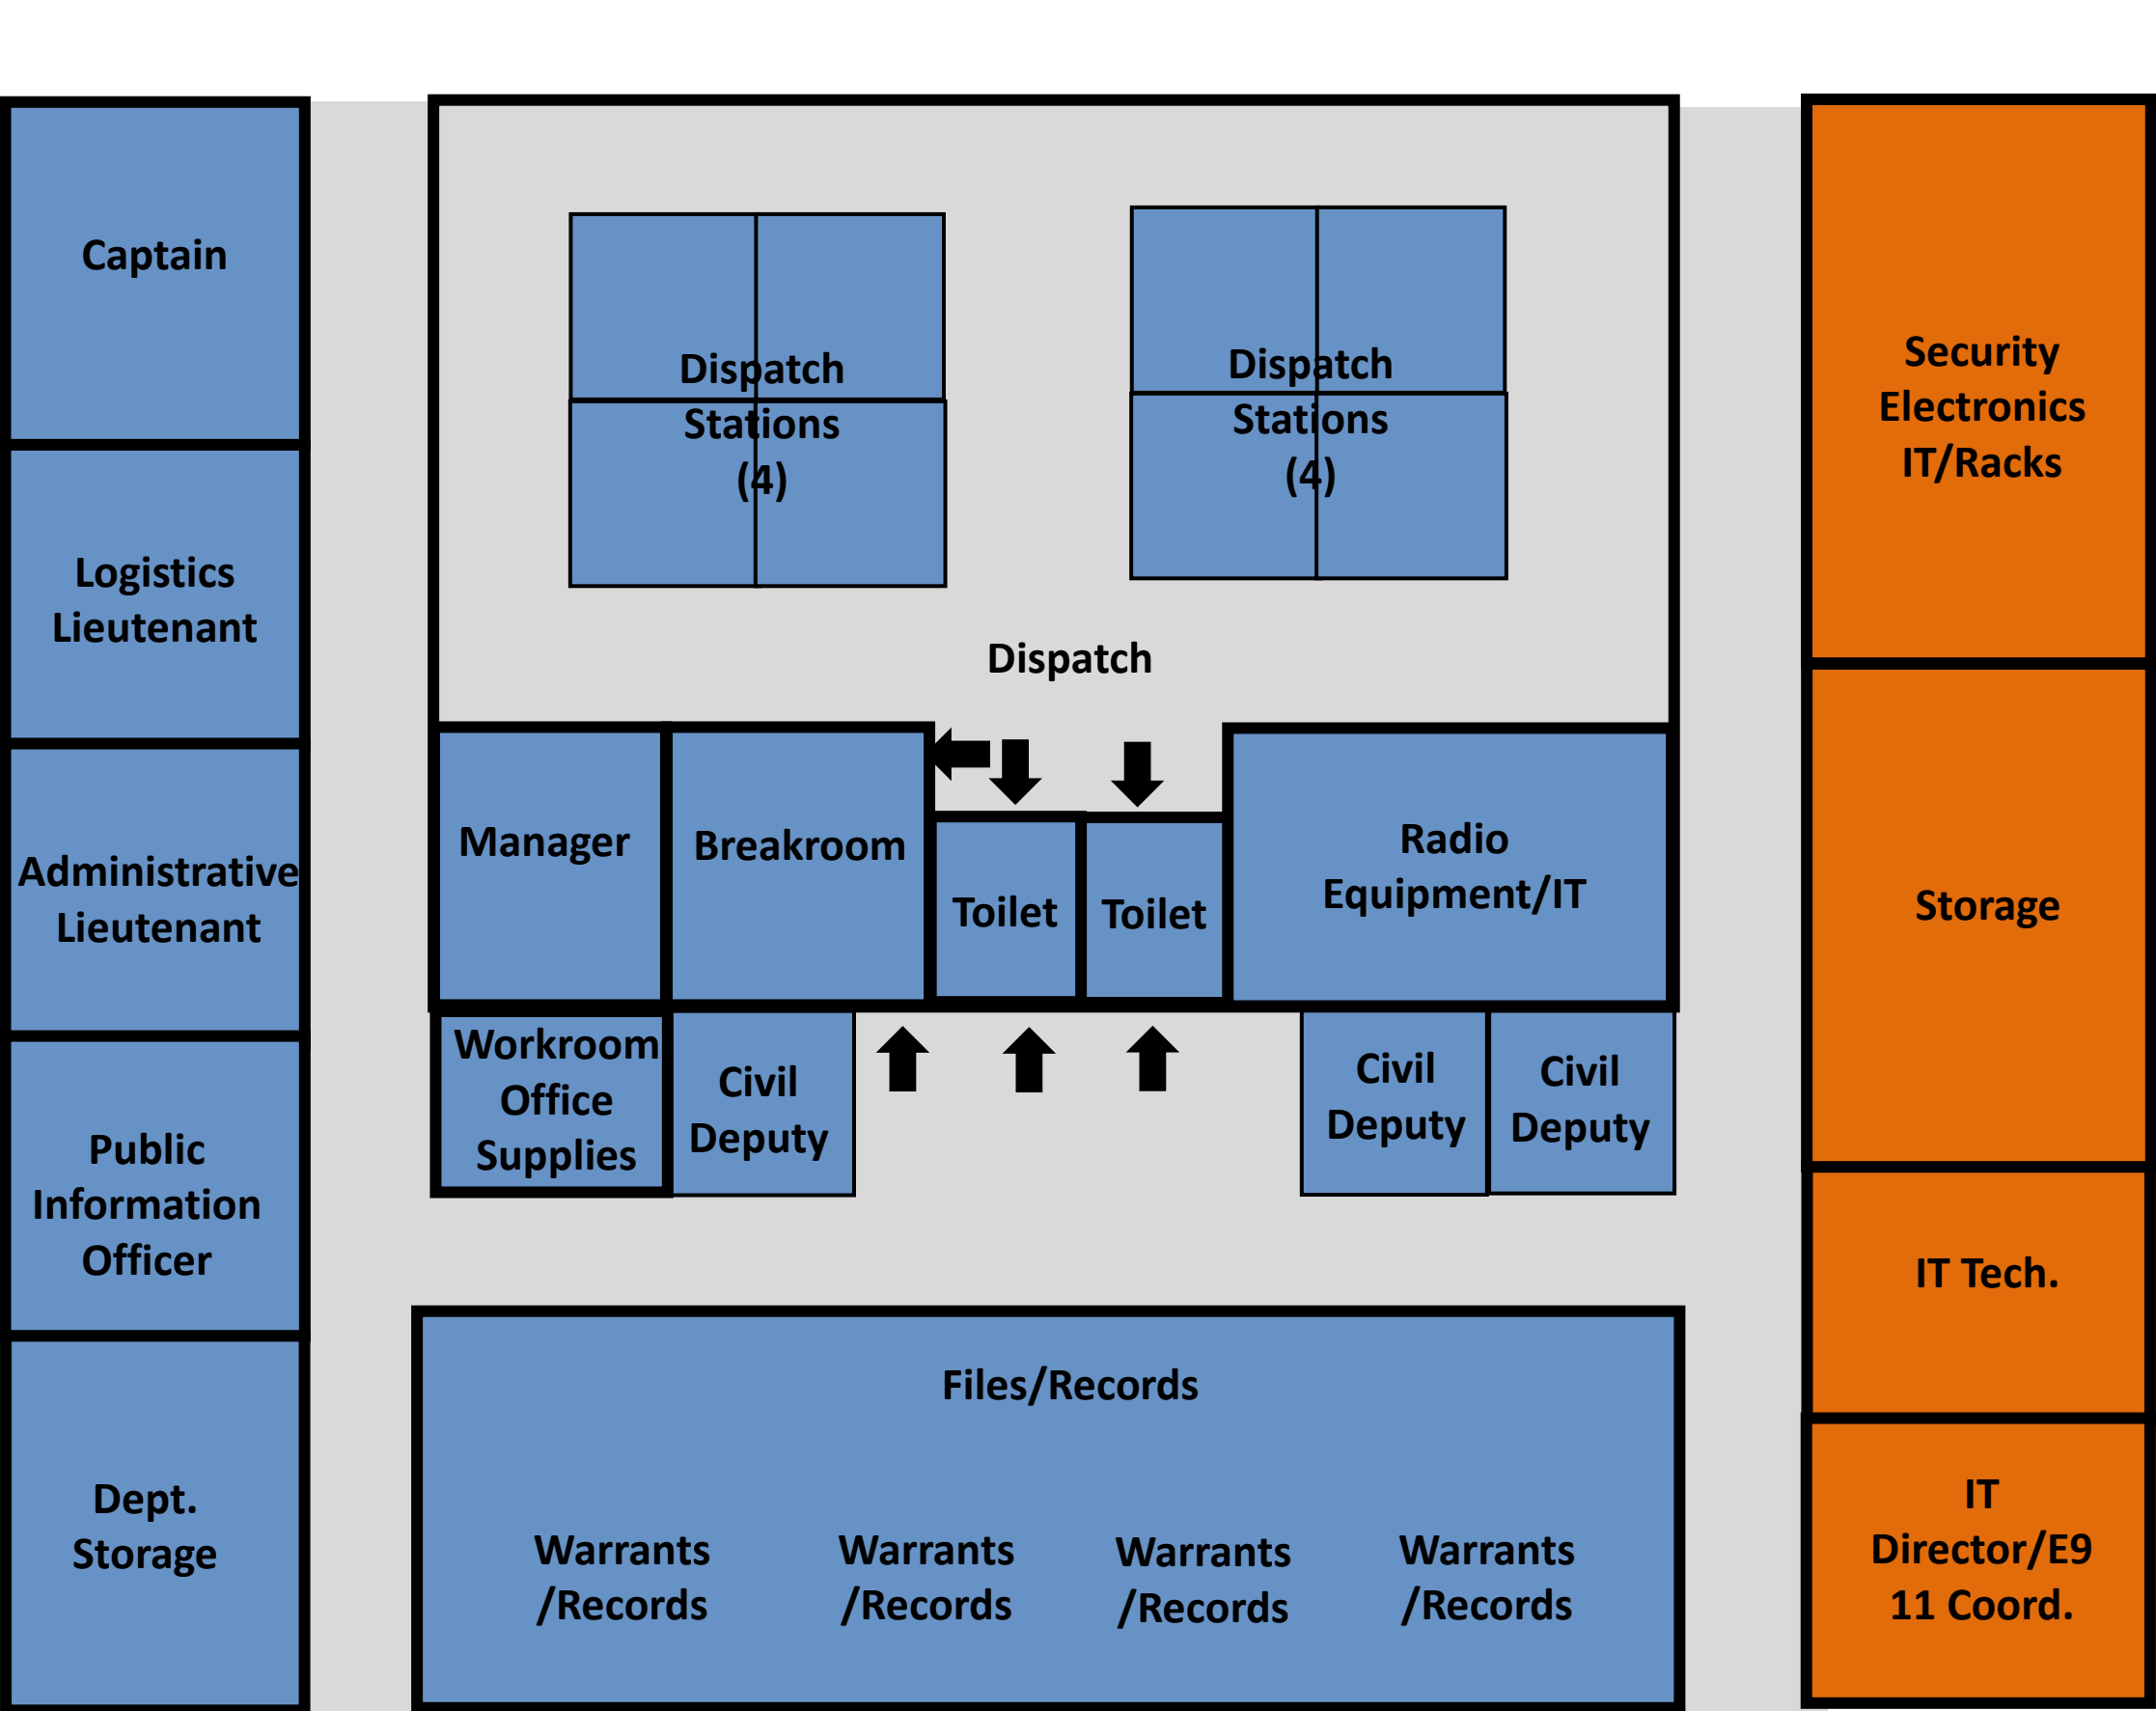 Captain
Logistics
Lieutenant
Administrative
Lieutenant
Public
Information
Officer
Dept.
Storage
Dispatch
Stations
(4)
Dispatch
Stations
(4)
Dispatch
Manager
Breakroom
Toilet
Toilet
Radio
Equipment/IT
Workroom
Office
Supplies
Civil
Deputy
Civil
Deputy
Civil
Deputy
Files/Records
Warrants
/Records
Warrants
/Records
Warrants
/Records
Warrants
/Records
Security
Electronics
IT/Racks
Storage
IT Tech.
IT
Director/E9
11 Coord.